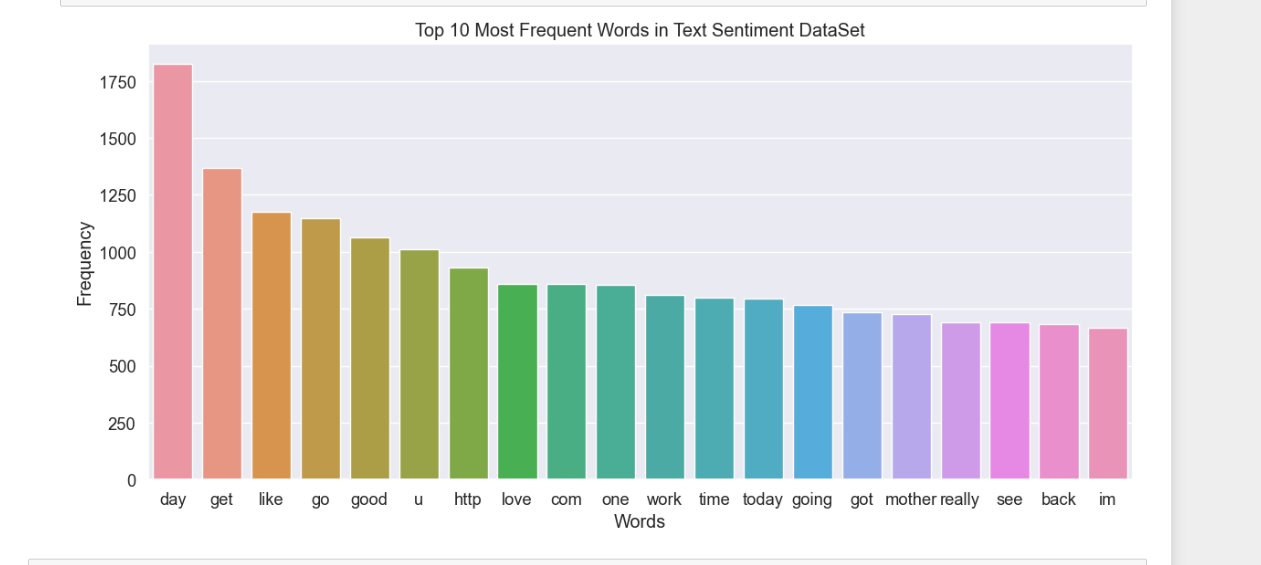 Top 10 Most Frequent Words in Text Sentiment DataSet
1750
1500
1250
1000
750
500
250
0
Frequency
day get like go good u http love com one work time today going got mother really see back im
Words